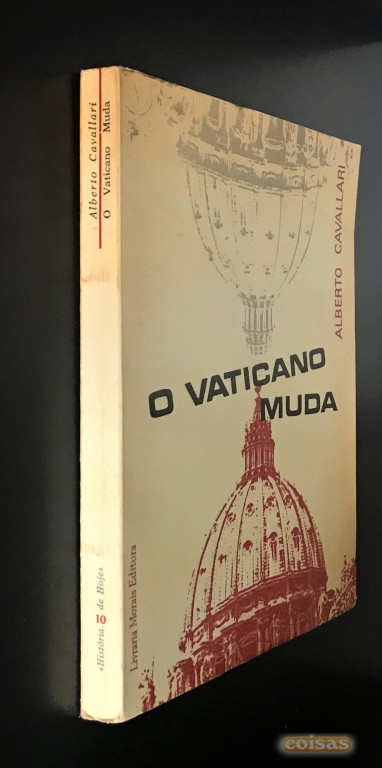 Alberto Cavallari
O Vaticano Muda
«História de Hoje»
10
ALBERTO CAVALLARI
O VATICANO
MUDA
Livraria Morais Editora
coisas